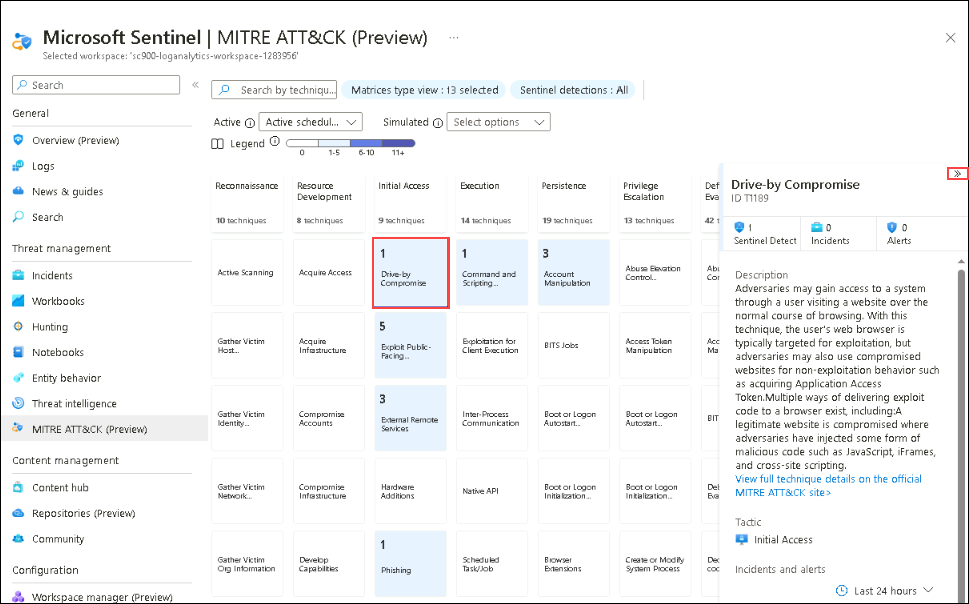 Microsoft Sentinel | MITRE ATT&CK (Preview) ...
Selected workspace: 'sc900-loganalytics-workspace-1283956'
Search
General
Overview (Preview)
Logs
News & guides
Search
Threat management
Incidents
Workbooks
Hunting
Notebooks
Entity behavior
Threat intelligence
MITRE ATT&CK (Preview)
Content management
Content hub
Repositories (Preview)
Community
Configuration
Workspace manager (Preview)
Search by techniqu...
Matrices type view : 13 selected
Sentinel detections : All
Active
Active schedul...
Simulated
Select options
Legend
0
1-5
6-10
11+
Reconnaissance
10 techniques
Resource
Development
8 techniques
Initial Access
9 techniques
Execution
14 techniques
Persistence
19 techniques
Privilege
Escalation
13 techniques
Def
Eva
42 t
Active Scanning
Acquire Access
1
Drive-by
Compromise
1
Command and
Scripting...
3
Account
Manipulation
Abuse Elevation
Control...
Abu
Con
Gather Victim
Host...
Acquire
Infrastructure
5
Exploit Public-
Facing...
Exploitation for
Client Execution
BITS Jobs
Access Token
Manipulation
Acc
Ma
Gather Victim
Identity...
Compromise
Accounts
3
External Remote
Services
Inter-Process
Communication
Boot or Logon
Autostart...
Boot or Logon
Autostart...
BIT
Gather Victim
Network...
Compromise
Infrastructure
Hardware
Additions
Native API
Boot or Logon
Initialization...
Boot or Logon
Initialization...
Deb
Eva
Gather Victim
Org Information
Develop
Capabilities
1
Phishing
Scheduled
Task/Job
Browser
Extensions
Create or Modify
System Process
Dec
coc
Drive-by Compromise
ID T1189
1
Sentinel Detect
0
Incidents
0
Alerts
Description
Adversaries may gain access to a system
through a user visiting a website over the
normal course of browsing. With this
technique, the user's web browser is
typically targeted for exploitation, but
adversaries may also use compromised
websites for non-exploitation behavior such
as acquiring Application Access
Token.Multiple ways of delivering exploit
code to a browser exist, including:A
legitimate website is compromised where
adversaries have injected some form of
malicious code such as JavaScript, iFrames,
and cross-site scripting.
View full technique details on the official
MITRE ATT&CK site>
Tactic
Initial Access
Incidents and alerts
Last 24 hours